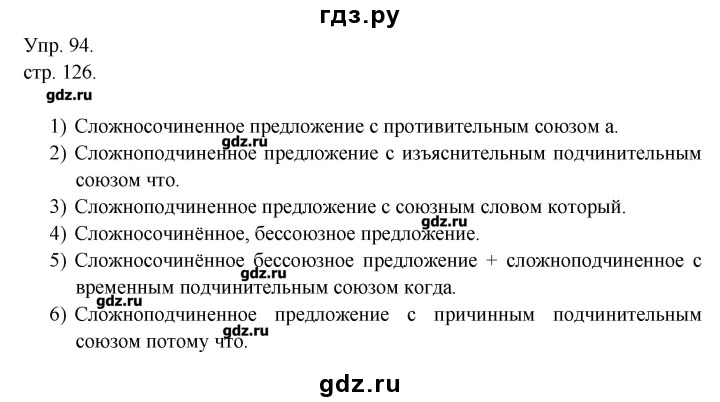 гдз.ру
Упр. 94.
стр. 126.
gdz.ru
1) Сложносочиненное предложение с противительным союзом а.
gdz.ru
2) Сложноподчиненное предложение с изъяснительным подчинительным
союзом что.
3) Сложноподчиненное предложение с союзным словом который.
gdz.ru
4) Сложносочинённое, бессоюзное предложение.
5) Сложносочинённое бессоюзное предложение + сложноподчиненное с
gdz.ru
временным подчинительным союзом когда.
gdz.ru
6) Сложноподчиненное предложение с причинным подчинительным
gdz.ru
союзом потому что.
gdz.ru